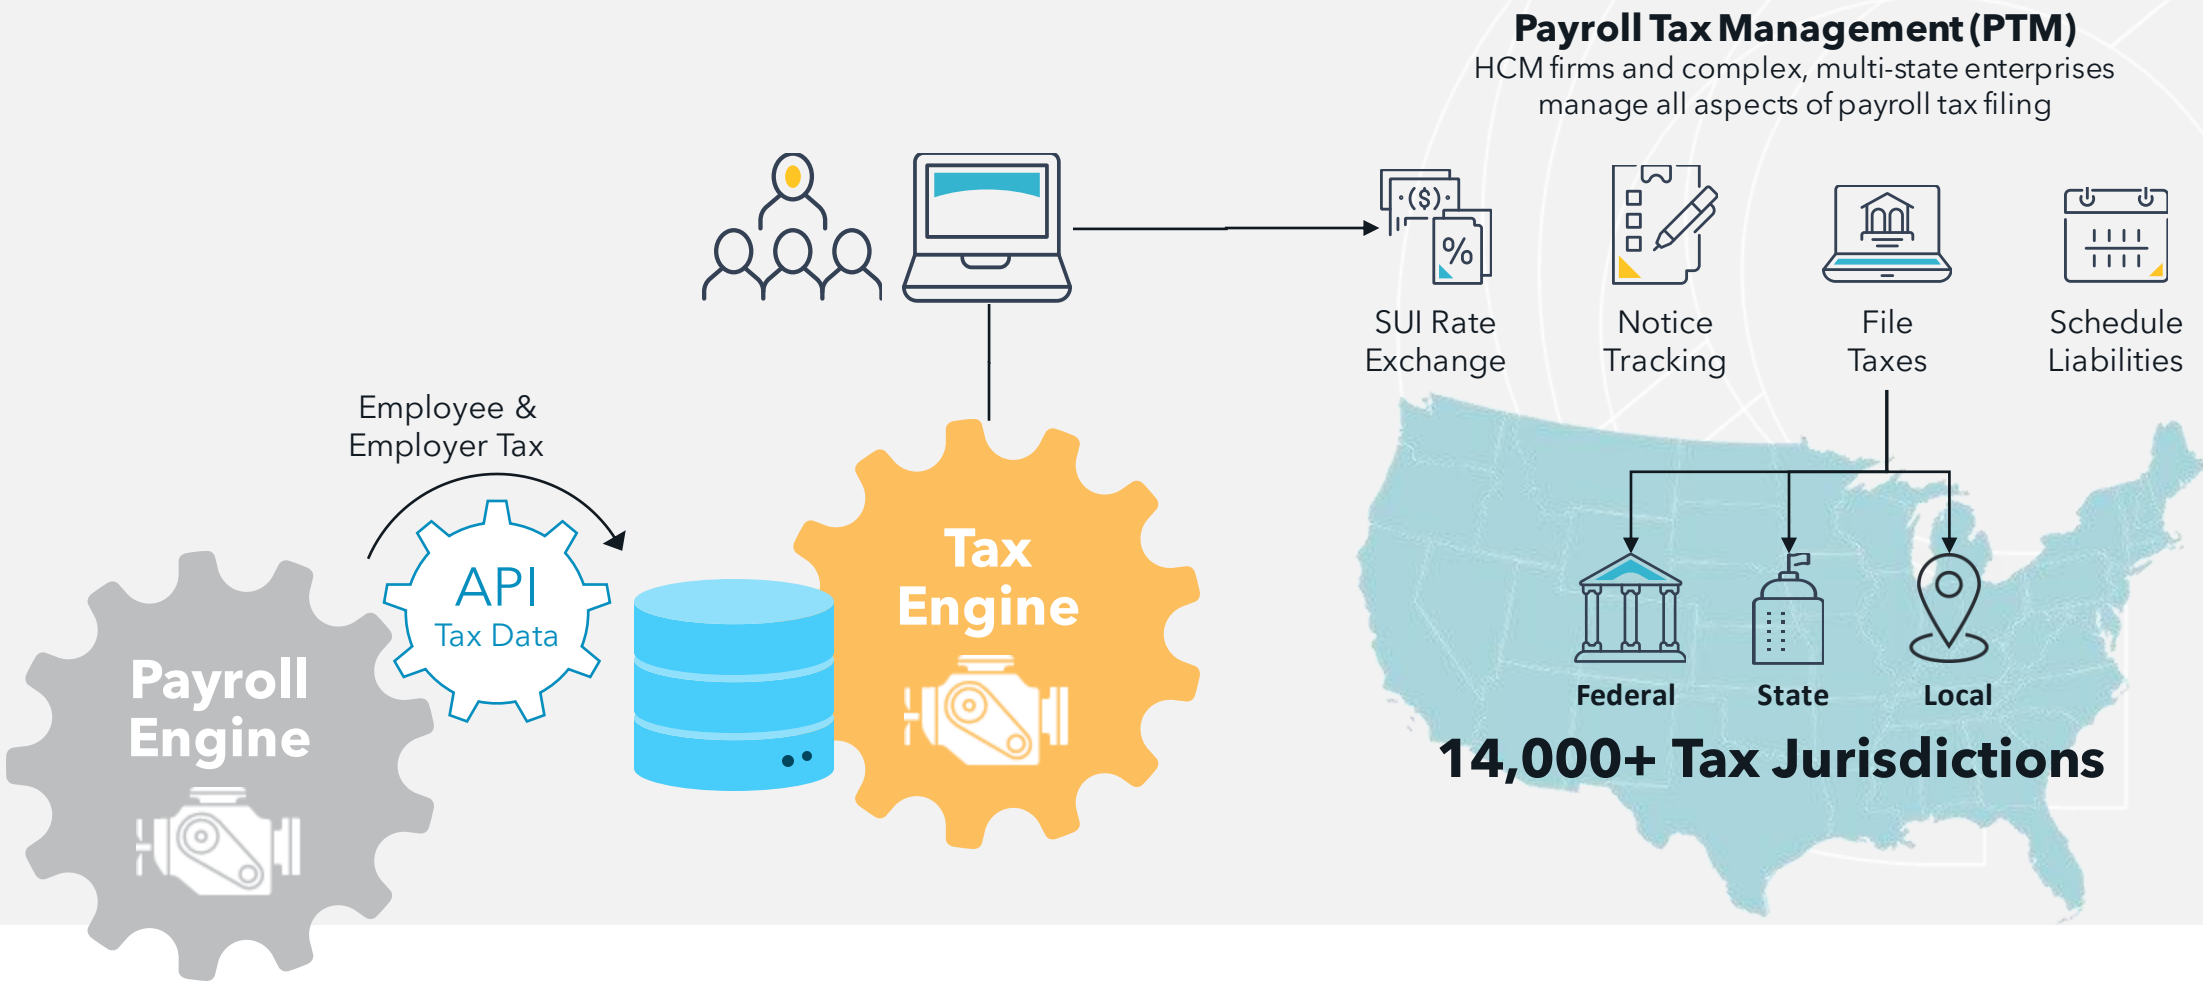 Payroll Tax Management (PTM)
HCM firms and complex, multi-state enterprises
manage all aspects of payroll tax filing
($)
%
SUI Rate
Exchange
Notice
Tracking
File
Taxes
Schedule
Liabilities
Employee &
Employer Tax
API
Tax Data
Payroll
Engine
Tax
Engine
Federal
State
Local
14,000+ Tax Jurisdictions